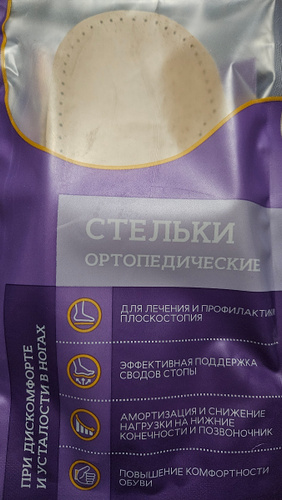 СТЕЛЬКИ
ОРТОПЕДИЧЕСКИЕ
ПРИ ДИСКОМФОРТЕ
И УСТАЛОСТИ В НОГАХ
ДЛЯ ЛЕЧЕНИЯ И ПРОФИЛАКТИКИ
ПЛОСКОСТОПИЯ
ЭФФЕКТИВНАЯ ПОДДЕРЖКА
СВОДОВ СТОПЫ
АМОРТИЗАЦИЯ И СНИЖЕНИЕ
НАГРУЗКИ НА НИЖНИЕ
КОНЕЧНОСТИ И ПОЗВОНОЧНИК
ПОВЫШЕНИЕ КОМФОРТНОСТИ
ОБУВИ